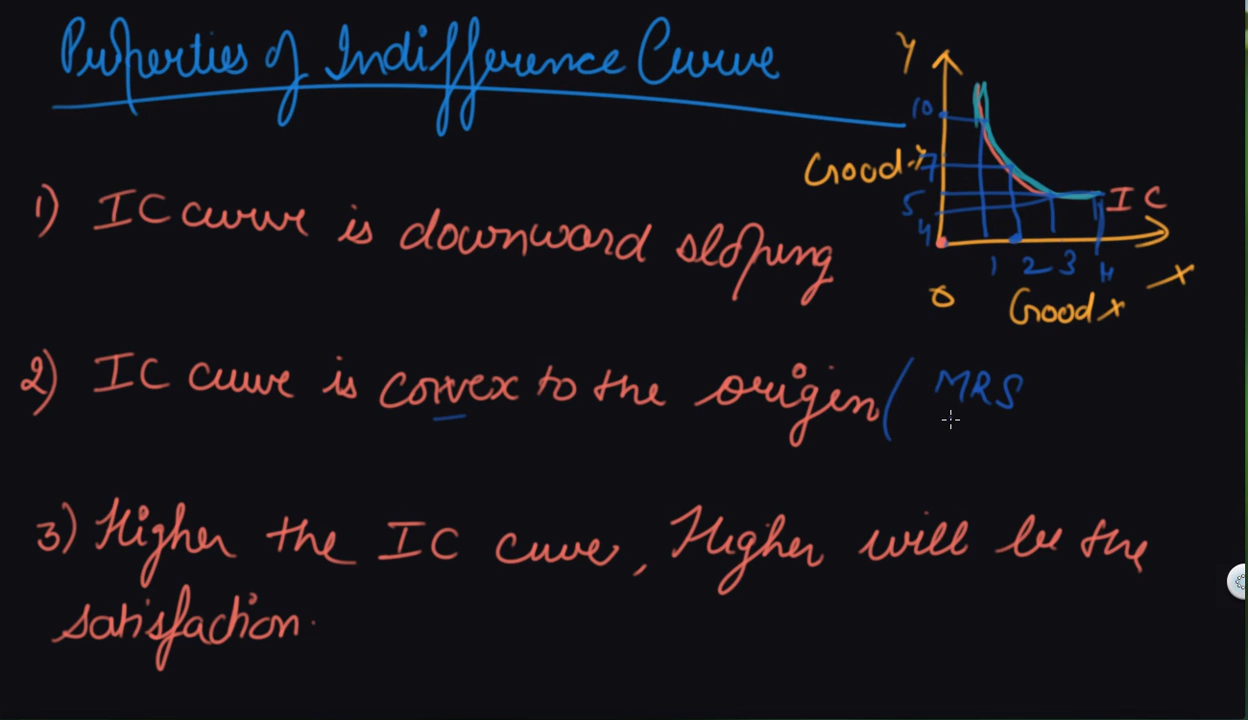 Properties of Indifference Curve
1) IC curve is downward sloping
2) IC curve is convex to the origin ( MRS
3) Higher the IC curve, Higher will be the
satisfaction.
Y
10
Good-Y
7
5
4
IC
1 2 3 4
O
Good x
X